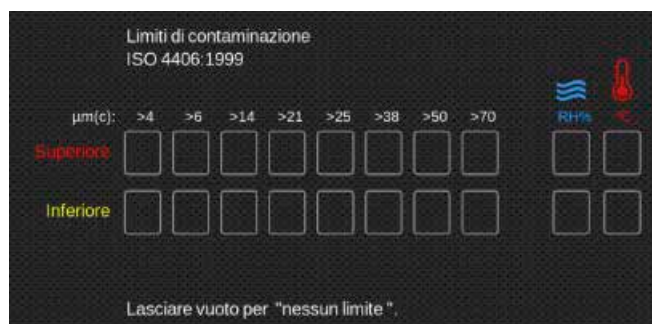 Limiti di contaminazione
ISO 4406:1999
µm(c): >4 >6 >14 >21 >25 >38 >50 >70 RH% °C
Superiore
Inferiore
Lasciare vuoto per "nessun limite".